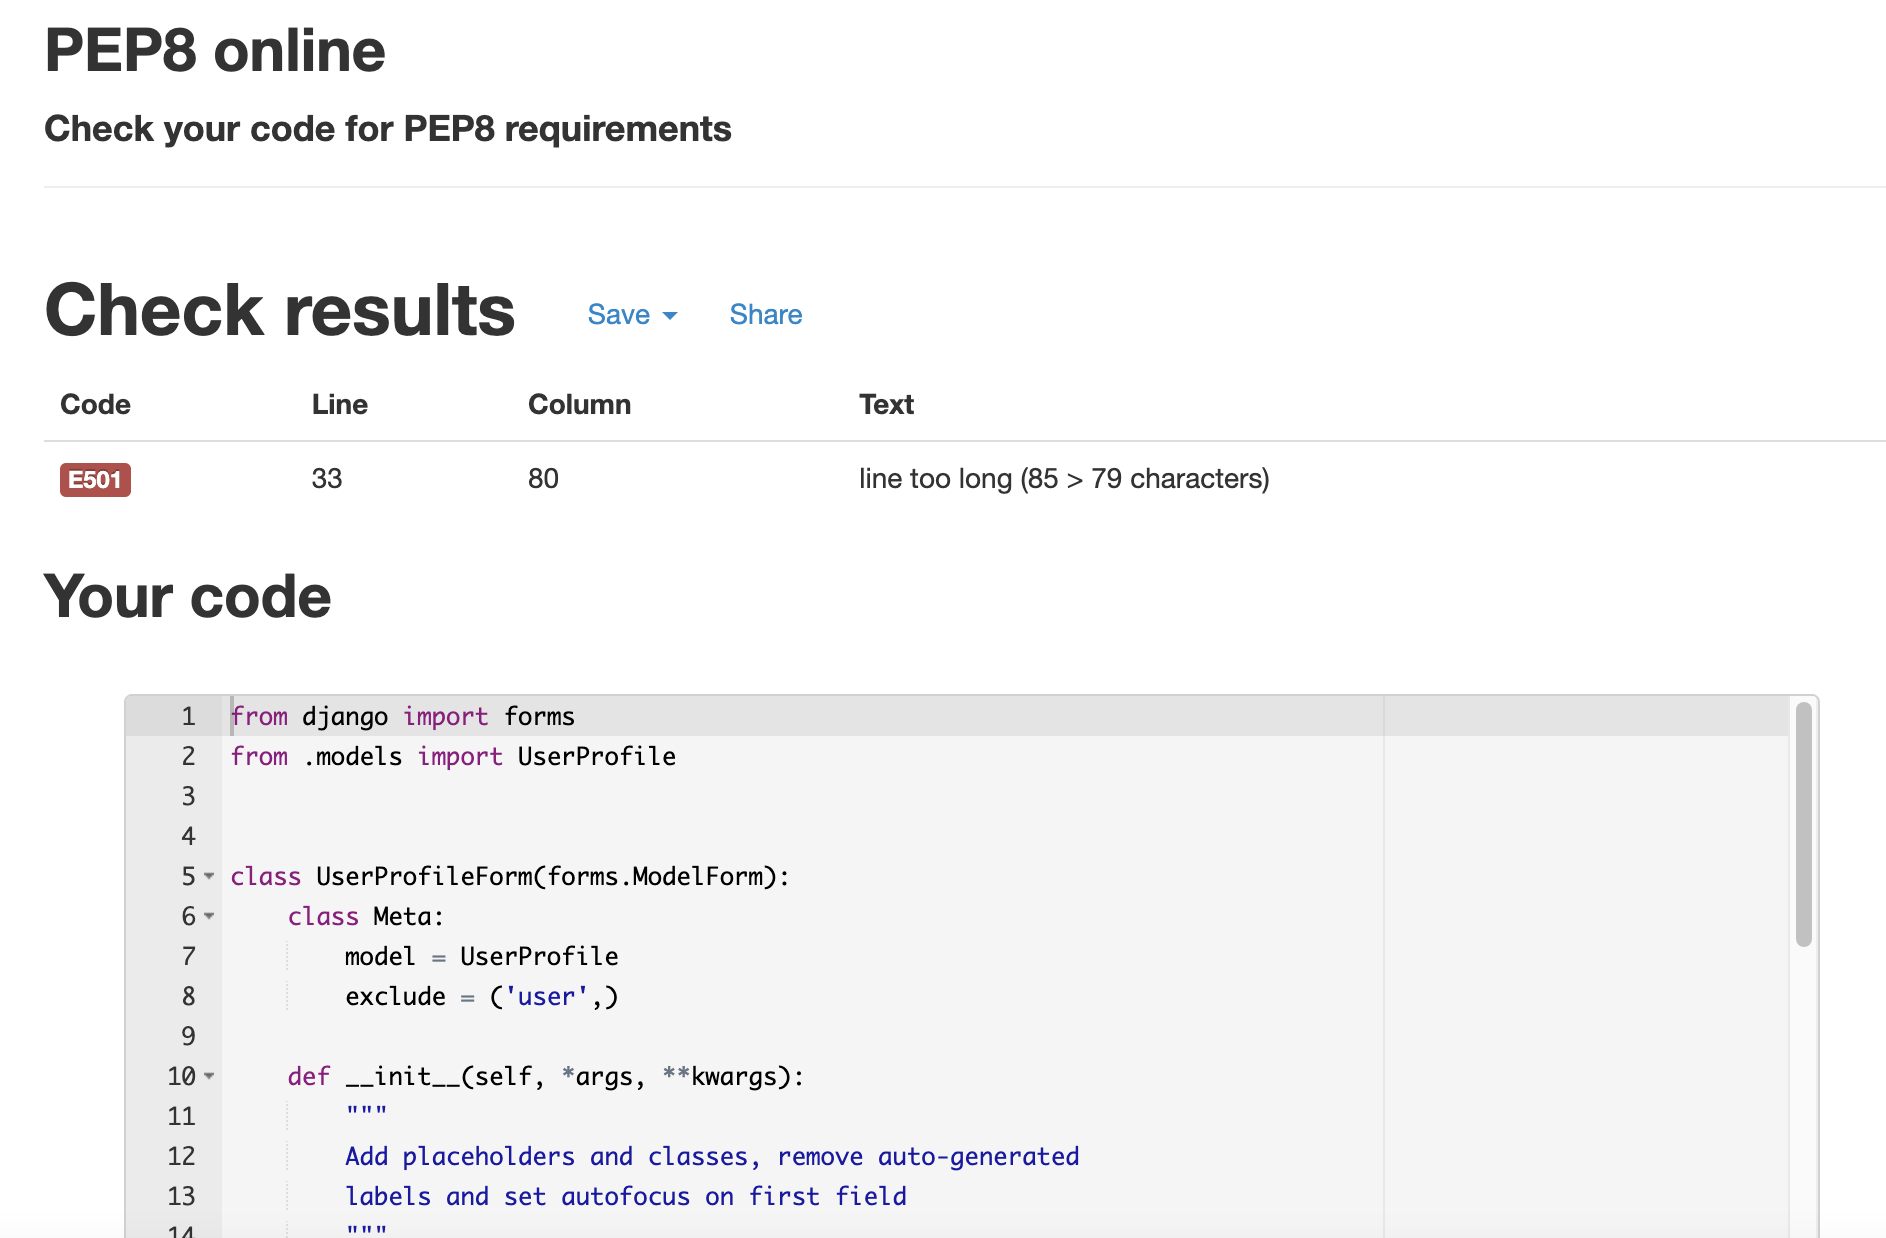 PEP8 online
Check your code for PEP8 requirements
Check results Save Share
Code Line Column Text
E501 33 80 line too long (85 > 79 characters)
Your code
1 from django import forms
2 from .models import UserProfile
3
4
5 class UserProfileForm(forms.ModelForm):
6     class Meta:
7         model = UserProfile
8         exclude = ('user',)
9
10     def __init__(self, *args, **kwargs):
11         """
12         Add placeholders and classes, remove auto-generated
13         labels and set autofocus on first field
14         """